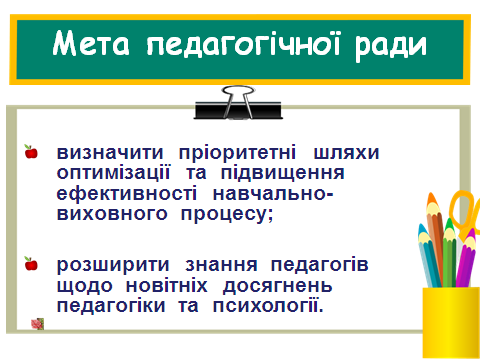 Мета педагогічної ради
визначити пріоритетні шляхи
оптимізації та підвищення
ефективності навчально-
виховного процесу;
розширити знання педагогів
щодо новітніх досягнень
педагогіки та психології.